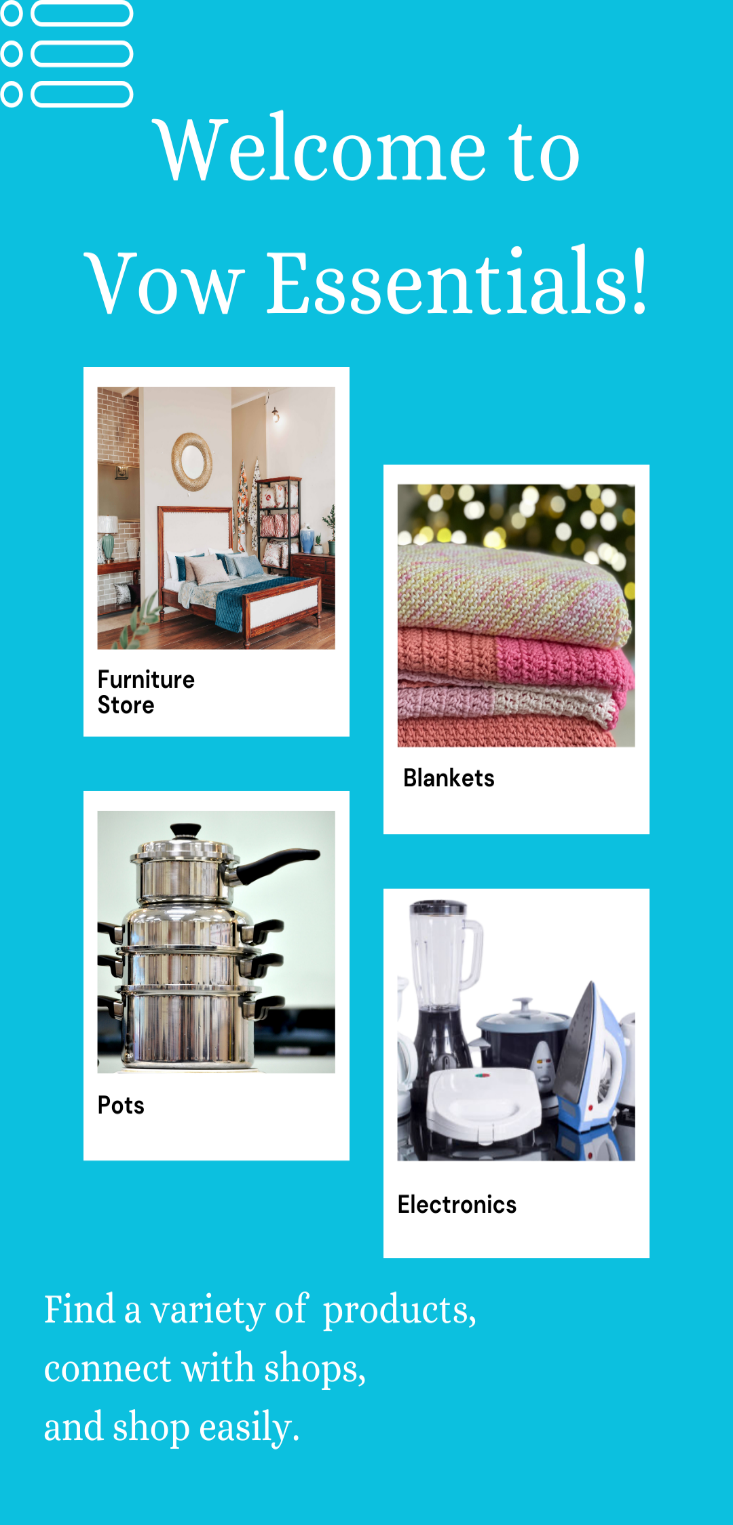 Welcome to
Vow Essentials!
Furniture
Store
Blankets
Pots
Electronics
Find a variety of products,
connect with shops,
and shop easily.